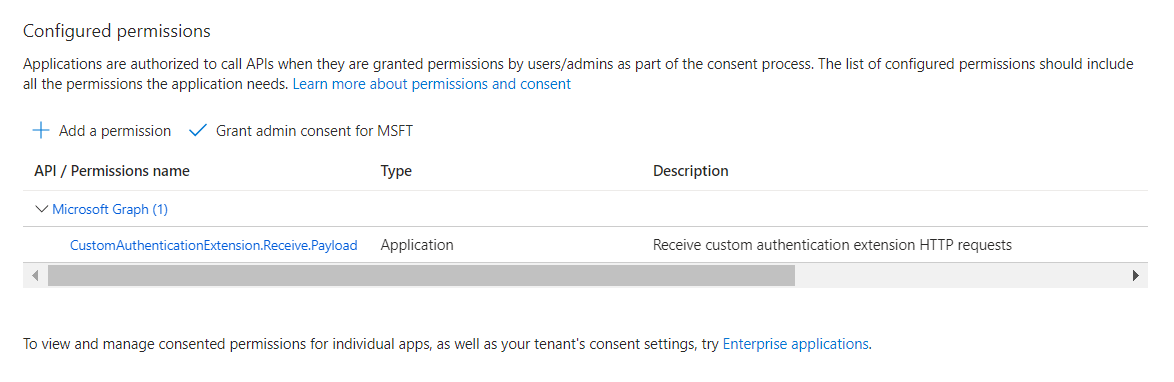 Configured permissions
Applications are authorized to call APIs when they are granted permissions by users/admins as part of the consent process. The list of configured permissions should include
all the permissions the application needs. Learn more about permissions and consent
Add a permission Grant admin consent for MSFT
API / Permissions name Type Description
Microsoft Graph (1)
CustomAuthenticationExtension.Receive.Payload Application Receive custom authentication extension HTTP requests
To view and manage consented permissions for individual apps, as well as your tenant's consent settings, try Enterprise applications.